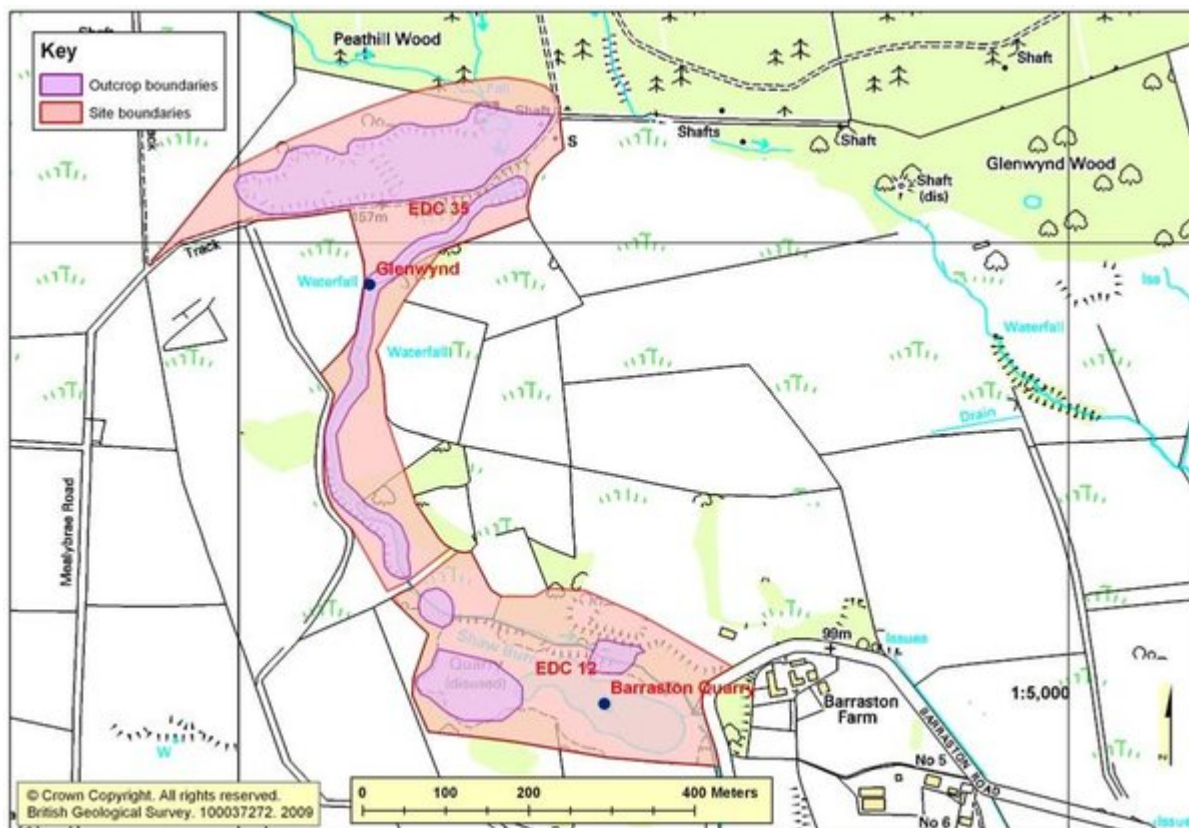 Key
Outcrop boundaries
Site boundaries
Peathill Wood
Shaft
Shaft
Shafts
Shaft
S
Glenwynd Wood
Shaft
(dis)
EDC 35
157m
Track
Glenwynd
Waterfall
Waterfall
Waterfall
Drain
Mealybrae Road
Shaw Burn
EDC 12
Quarry
(disused)
Barraston Quarry
99m
Issues
Barraston
Farm
1:5,000
BARRASTON ROAD
No 5
No 6
W
© Crown Copyright. All rights reserved.
British Geological Survey. 100037272. 2009
0 100 200 400 Meters